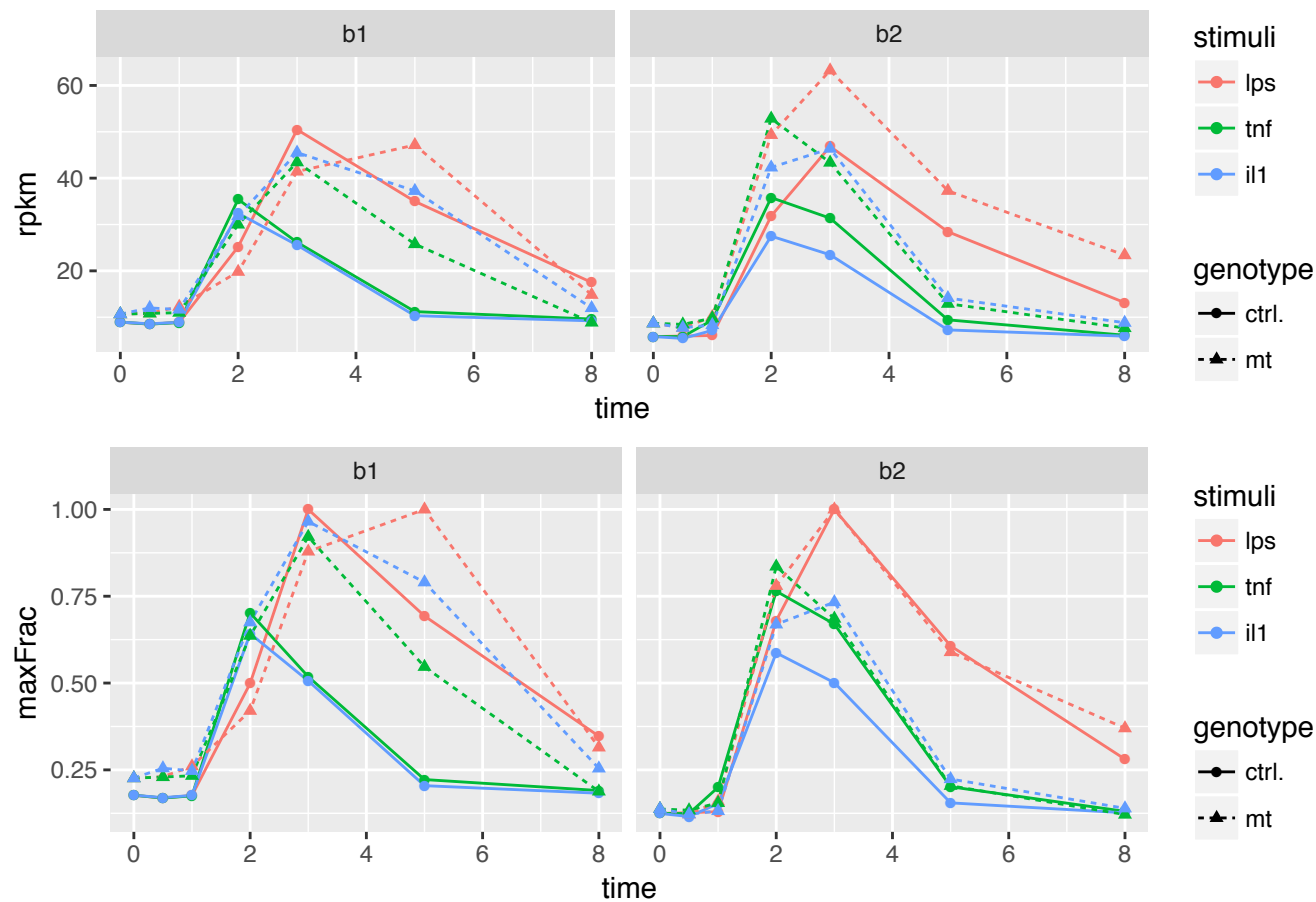 b1 b2
60
40
20
rpkm
0 2 4 6 8 0 2 4 6 8
time
stimuli
lps
tnf
il1
genotype
ctrl.
mt
b1 b2
1.00
0.75
0.50
0.25
maxFrac
0 2 4 6 8 0 2 4 6 8
time
stimuli
lps
tnf
il1
genotype
ctrl.
mt